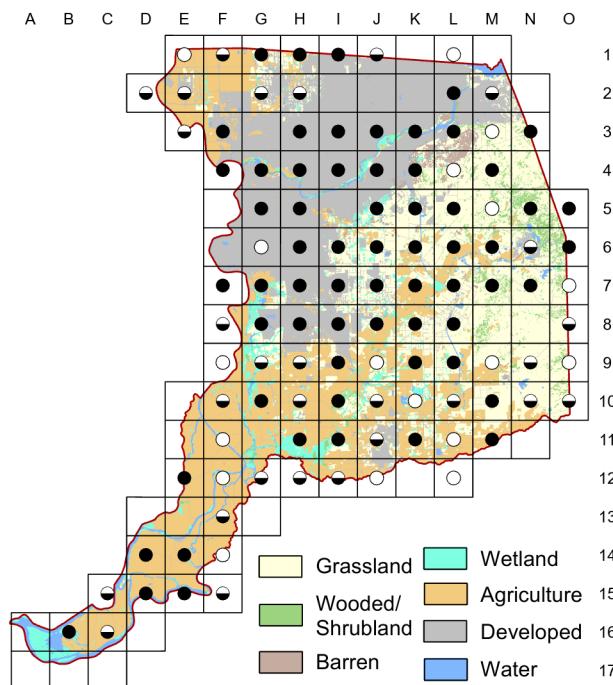 A B C D E F G H I J K L M N O
1
2
3
4
5
6
7
8
9
10
11
12
13
14
15
16
17
Grassland
Wooded/
Shrubland
Barren
Wetland
Agriculture
Developed
Water